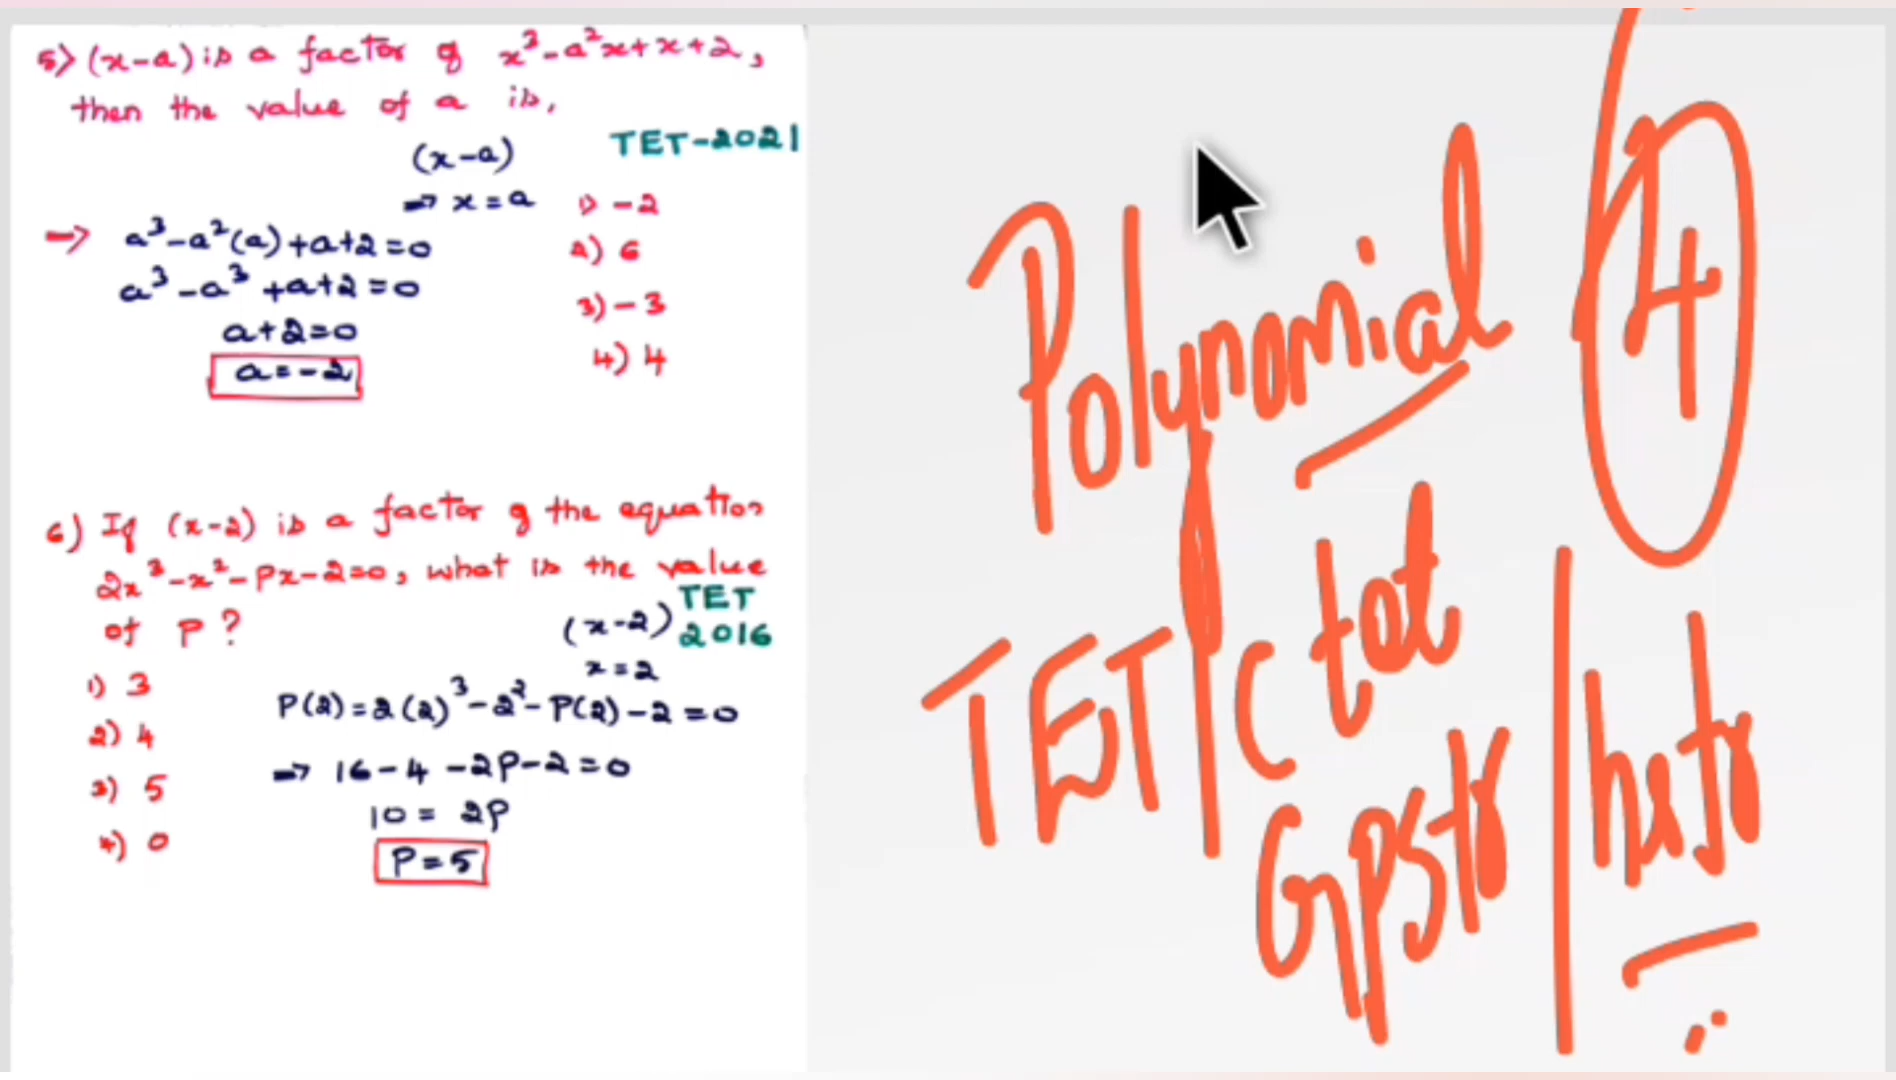 5) (x-a) is a factor of x³-a²x+x+2,
then the value of a is,
TET-2021
(x-a)
→ x = a
1) -2
2) 6
3) -3
4) 4
→ a³-a²(a)+a+2=0
a³-a³+a+2=0
a+2=0
a=-2
6) If (x-2) is a factor of the equation
2x³-x²-Px-2=0, what is the value
of P?
TET
2016
(x-2)
x=2
1) 3
2) 4
3) 5
4) 0
P(2)=2(2)³-2²-P(2)-2=0
→ 16-4-2P-2=0
10=2P
P=5
Polynomial
4
TET/Ctet
Gpstr/hstr